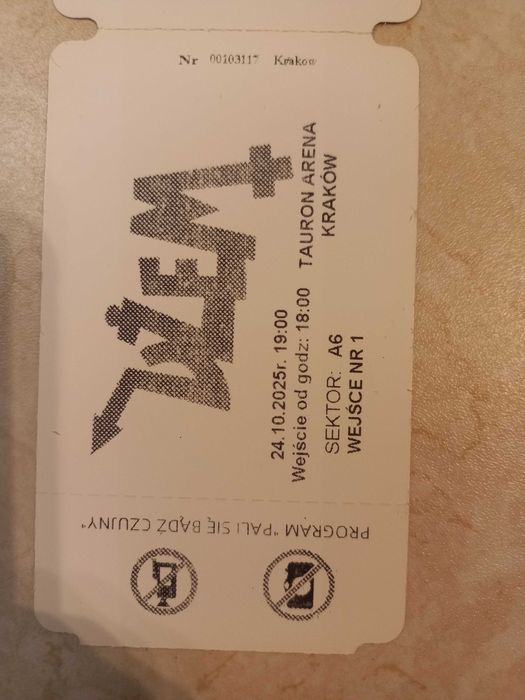 Nr 00103117 Krakow
DŻEM
24.10.2025r. 19:00
Wejście od godz: 18:00 TAURON ARENA
SEKTOR: A6 KRAKÓW
WEJŚCE NR 1
PROGRAM "PALI SIĘ BĄDŹ CZUJNY"